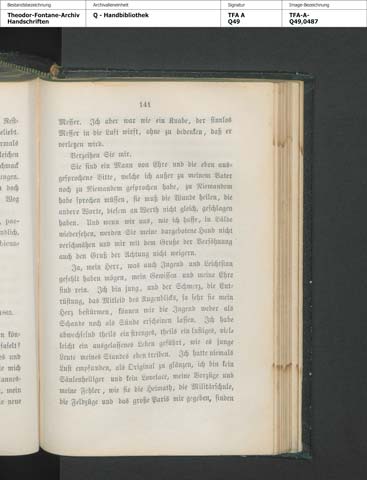 Bestandsbezeichnung
Theodor-Fontane-Archiv
Handschriften
Archivalieneinheit
Q - Handbibliothek
Signatur
TFA A
Q49
Image-Bezeichnung
TFA-A-
Q49,0487
141
Messer. Ich aber war wie ein Knabe, der sinnlos
Messer in die Luft wirft, ohne zu bedenken, daß er
verletzen wird.
Verzeihen Sie mir.
Sie sind ein Mann von Ehre und die eben aus-
gesprochene Bitte, welche ich außer zu meinem Vater
noch zu Niemandem gesprochen habe, zu Niemandem
habe sprechen müssen, sie muß die Wunde heilen, die
andere Worte, diesem an Werth nicht gleich, geschlagen
haben. Und wenn wir uns, wie ich hoffe, in Bälde
wiedersehen, werden Sie meine dargebotene Hand nicht
verschmähen und mir mit dem Gruße der Versöhnung
auch den Gruß der Achtung nicht weigern.
Ja, mein Herr, was auch Jugend und Leichtsinn
gefehlt haben mögen, mein Gewissen und meine Ehre
sind rein. Ich bin jung, und der Schmerz, die Ent-
rüstung, das Mitleid des Augenblicks, so sehr sie mein
Herz bestürmen, können wir die Jugend weder als
Schande noch als Sünde erscheinen lassen. Ich habe
abwechselnd theils ein strenges, theils ein lustiges, viel-
leicht ein ausgelassenes Leben geführt, wie es junge
Leute meines Standes eben treiben. Ich hatte niemals
Lust empfunden, als Original zu glänzen, ich bin kein
Säulenheiliger und kein Lovelace, meine Vorzüge und
meine Fehler, wie sie die Heimath, die Militärschule,
die Feldzüge und das große Paris mir gegeben, finden